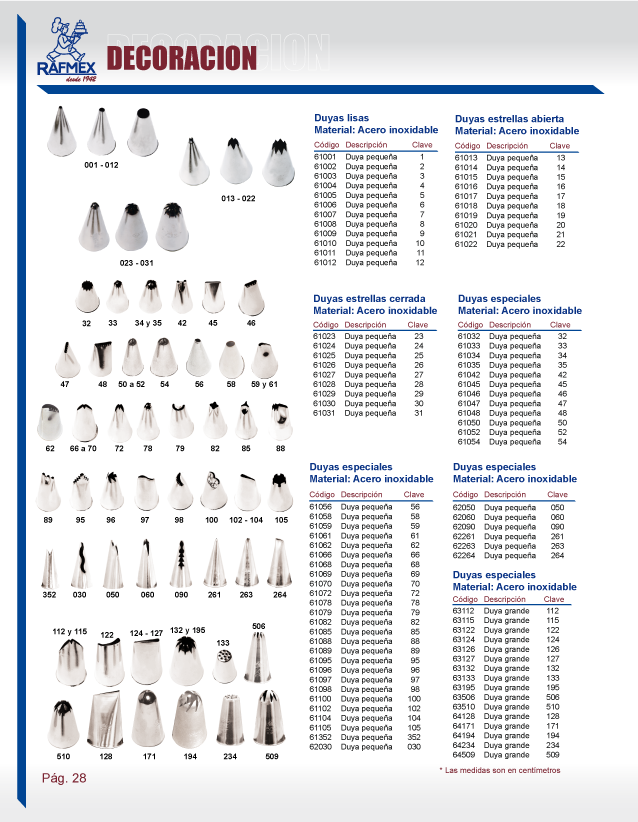 RAFMEX
desde 1942
DECORACION
001 - 012
013 - 022
023 - 031
32 33 34 y 35 42 45 46
47 48 50 a 52 54 56 58 59 y 61
62 66 a 70 72 78 79 82 85 88
89 95 96 97 98 100 102 - 104 105
352 030 050 060 090 261 263 264
112 y 115 122 124 - 127 132 y 195 133 506
510 128 171 194 234 509
Duyas lisas
Material: Acero inoxidable
Código Descripción Clave
61001 Duya pequeña 1
61002 Duya pequeña 2
61003 Duya pequeña 3
61004 Duya pequeña 4
61005 Duya pequeña 5
61006 Duya pequeña 6
61007 Duya pequeña 7
61008 Duya pequeña 8
61009 Duya pequeña 9
61010 Duya pequeña 10
61011 Duya pequeña 11
61012 Duya pequeña 12
Duyas estrellas abierta
Material: Acero inoxidable
Código Descripción Clave
61013 Duya pequeña 13
61014 Duya pequeña 14
61015 Duya pequeña 15
61016 Duya pequeña 16
61017 Duya pequeña 17
61018 Duya pequeña 18
61019 Duya pequeña 19
61020 Duya pequeña 20
61021 Duya pequeña 21
61022 Duya pequeña 22
Duyas estrellas cerrada
Material: Acero inoxidable
Código Descripción Clave
61023 Duya pequeña 23
61024 Duya pequeña 24
61025 Duya pequeña 25
61026 Duya pequeña 26
61027 Duya pequeña 27
61028 Duya pequeña 28
61029 Duya pequeña 29
61030 Duya pequeña 30
61031 Duya pequeña 31
Duyas especiales
Material: Acero inoxidable
Código Descripción Clave
61032 Duya pequeña 32
61033 Duya pequeña 33
61034 Duya pequeña 34
61035 Duya pequeña 35
61042 Duya pequeña 42
61045 Duya pequeña 45
61046 Duya pequeña 46
61047 Duya pequeña 47
61048 Duya pequeña 48
61050 Duya pequeña 50
61052 Duya pequeña 52
61054 Duya pequeña 54
Duyas especiales
Material: Acero inoxidable
Código Descripción Clave
61056 Duya pequeña 56
61058 Duya pequeña 58
61059 Duya pequeña 59
61061 Duya pequeña 61
61062 Duya pequeña 62
61066 Duya pequeña 66
61068 Duya pequeña 68
61069 Duya pequeña 69
61070 Duya pequeña 70
61072 Duya pequeña 72
61078 Duya pequeña 78
61079 Duya pequeña 79
61082 Duya pequeña 82
61085 Duya pequeña 85
61088 Duya pequeña 88
61089 Duya pequeña 89
61095 Duya pequeña 95
61096 Duya pequeña 96
61097 Duya pequeña 97
61098 Duya pequeña 98
61100 Duya pequeña 100
61102 Duya pequeña 102
61104 Duya pequeña 104
61105 Duya pequeña 105
61352 Duya pequeña 352
62030 Duya pequeña 030
Duyas especiales
Material: Acero inoxidable
Código Descripción Clave
62050 Duya pequeña 050
62060 Duya pequeña 060
62090 Duya pequeña 090
62261 Duya pequeña 261
62263 Duya pequeña 263
62264 Duya pequeña 264
Duyas especiales
Material: Acero inoxidable
Código Descripción Clave
63112 Duya grande 112
63115 Duya grande 115
63122 Duya grande 122
63124 Duya grande 124
63126 Duya grande 126
63127 Duya grande 127
63132 Duya grande 132
63133 Duya grande 133
63195 Duya grande 195
63506 Duya grande 506
63510 Duya grande 510
64128 Duya grande 128
64171 Duya grande 171
64194 Duya grande 194
64234 Duya grande 234
64509 Duya grande 509
* Las medidas son en centímetros
Pág. 28